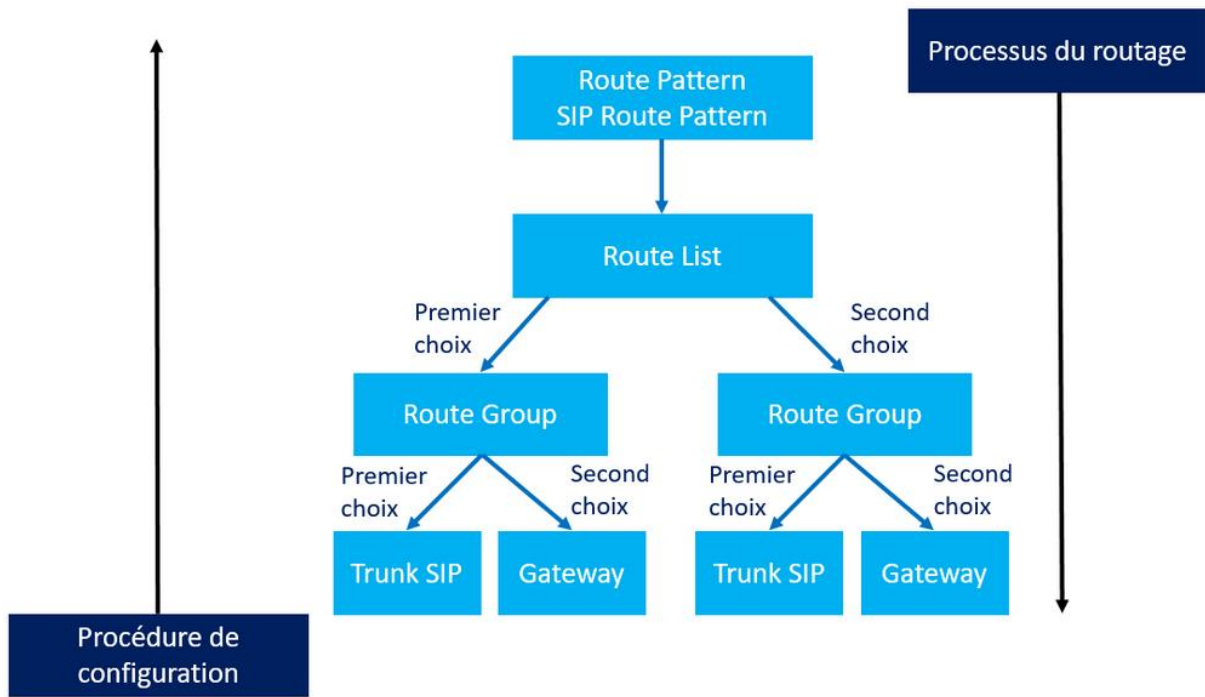 Processus du routage
Route Pattern
SIP Route Pattern
Route List
Premier
choix
Second
choix
Route Group
Route Group
Premier
choix
Second
choix
Premier
choix
Second
choix
Trunk SIP
Gateway
Trunk SIP
Gateway
Procédure de
configuration